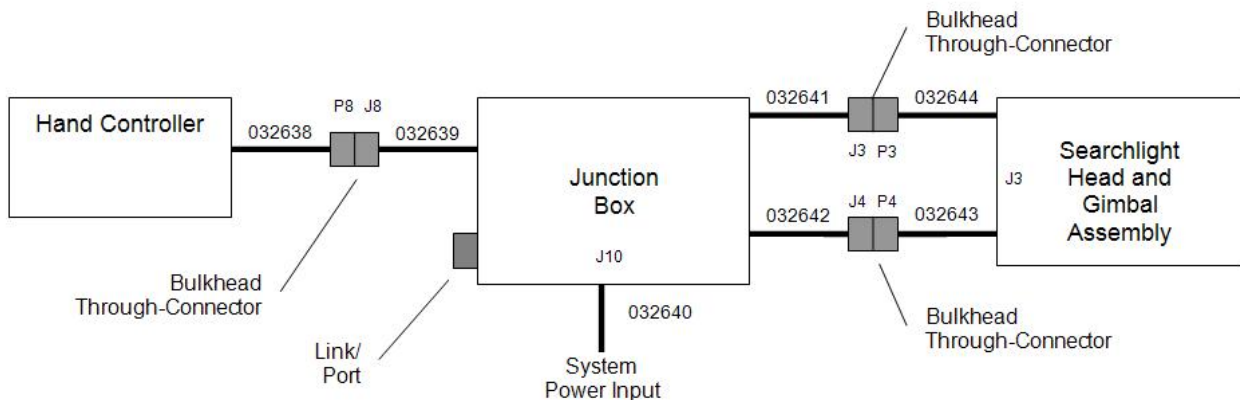 Bulkhead
Through-Connector
Hand Controller
032638
P8 J8
032639
Junction
Box
J10
032641
032644
J3 P3
032642
J4 P4
032643
J3
Searchlight
Head and
Gimbal
Assembly
Bulkhead
Through-Connector
Link/
Port
032640
System
Power Input
Bulkhead
Through-Connector